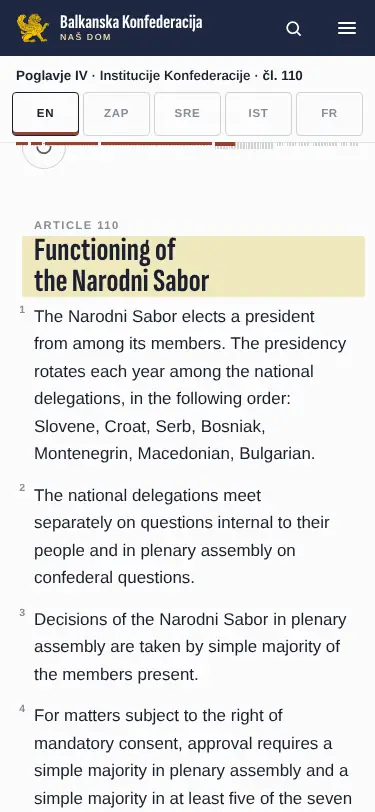 Balkanska Konfederacija
NAŠ DOM
Poglavje IV · Institucije Konfederacije · čl. 110
EN
ZAP
SRE
IST
FR
ARTICLE 110
Functioning of
the Narodni Sabor
1 The Narodni Sabor elects a president
from among its members. The presidency
rotates each year among the national
delegations, in the following order:
Slovene, Croat, Serb, Bosniak,
Montenegrin, Macedonian, Bulgarian.
2 The national delegations meet
separately on questions internal to their
people and in plenary assembly on
confederal questions.
3 Decisions of the Narodni Sabor in plenary
assembly are taken by simple majority of
the members present.
4 For matters subject to the right of
mandatory consent, approval requires a
simple majority in plenary assembly and a
simple majority in at least five of the seven